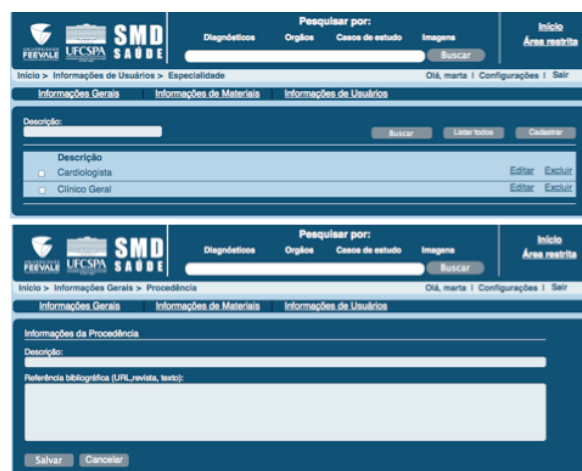 Pesquisar por:
UNIVERSIDADE FEEVALE UFCSPA SMD SAÚDE Diagnósticos Orgãos Casos de estudo Imagens Início
Buscar Área restrita
Início > Informações de Usuários > Especialidade Olá, marta | Configurações | Sair
Informações Gerais Informações de Materiais Informações de Usuários
Descrição:
Buscar Listar todos Cadastrar
Descrição
Cardiologista Editar Excluir
Clínico Geral Editar Excluir
Pesquisar por:
UNIVERSIDADE FEEVALE UFCSPA SMD SAÚDE Diagnósticos Orgãos Casos de estudo Imagens Início
Buscar Área restrita
Início > Informações Gerais > Procedência Olá, marta | Configurações | Sair
Informações Gerais Informações de Materiais Informações de Usuários
Informações da Procedência
Descrição:
Referência bibliográfica (URL,revista, texto):
Salvar Cancelar